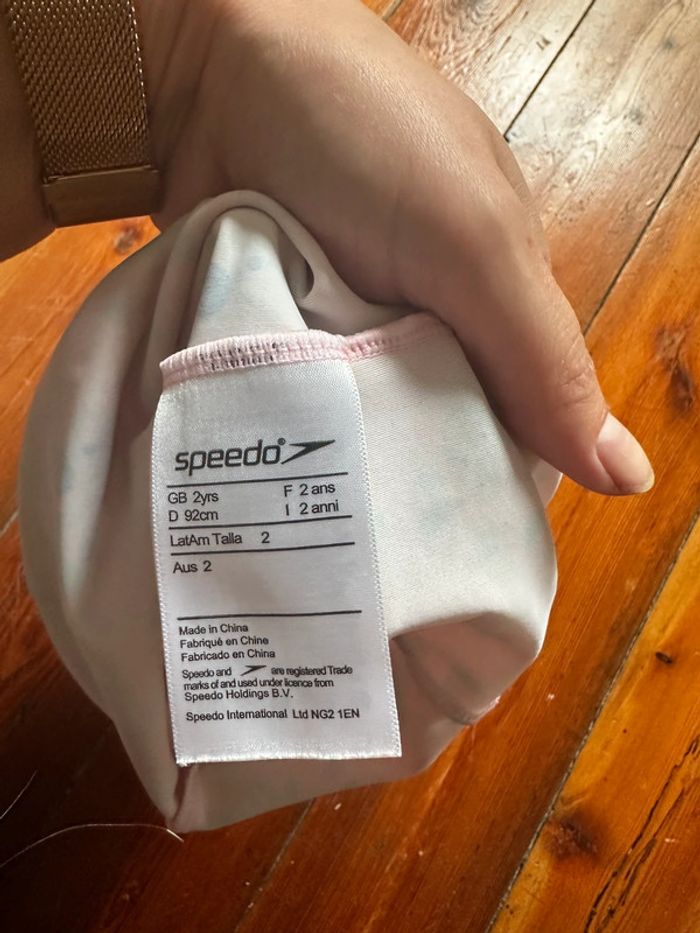 speedo®
GB 2yrs F 2 ans
D 92cm I 2 anni
LatAm Talla 2
Aus 2
Made in China
Fabriqué en Chine
Fabricado en China
Speedo and are registered Trade
marks of and used under licence from
Speedo Holdings B.V.
Speedo International Ltd NG2 1EN